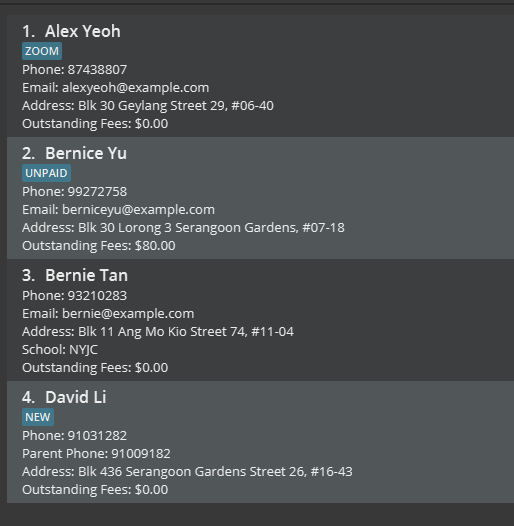 1. Alex Yeoh
ZOOM
Phone: 87438807
Email: alexyeoh@example.com
Address: Blk 30 Geylang Street 29, #06-40
Outstanding Fees: $0.00
2. Bernice Yu
UNPAID
Phone: 99272758
Email: berniceyu@example.com
Address: Blk 30 Lorong 3 Serangoon Gardens, #07-18
Outstanding Fees: $80.00
3. Bernie Tan
Phone: 93210283
Email: bernie@example.com
Address: Blk 11 Ang Mo Kio Street 74, #11-04
School: NYJC
Outstanding Fees: $0.00
4. David Li
NEW
Phone: 91031282
Parent Phone: 91009182
Address: Blk 436 Serangoon Gardens Street 26, #16-43
Outstanding Fees: $0.00